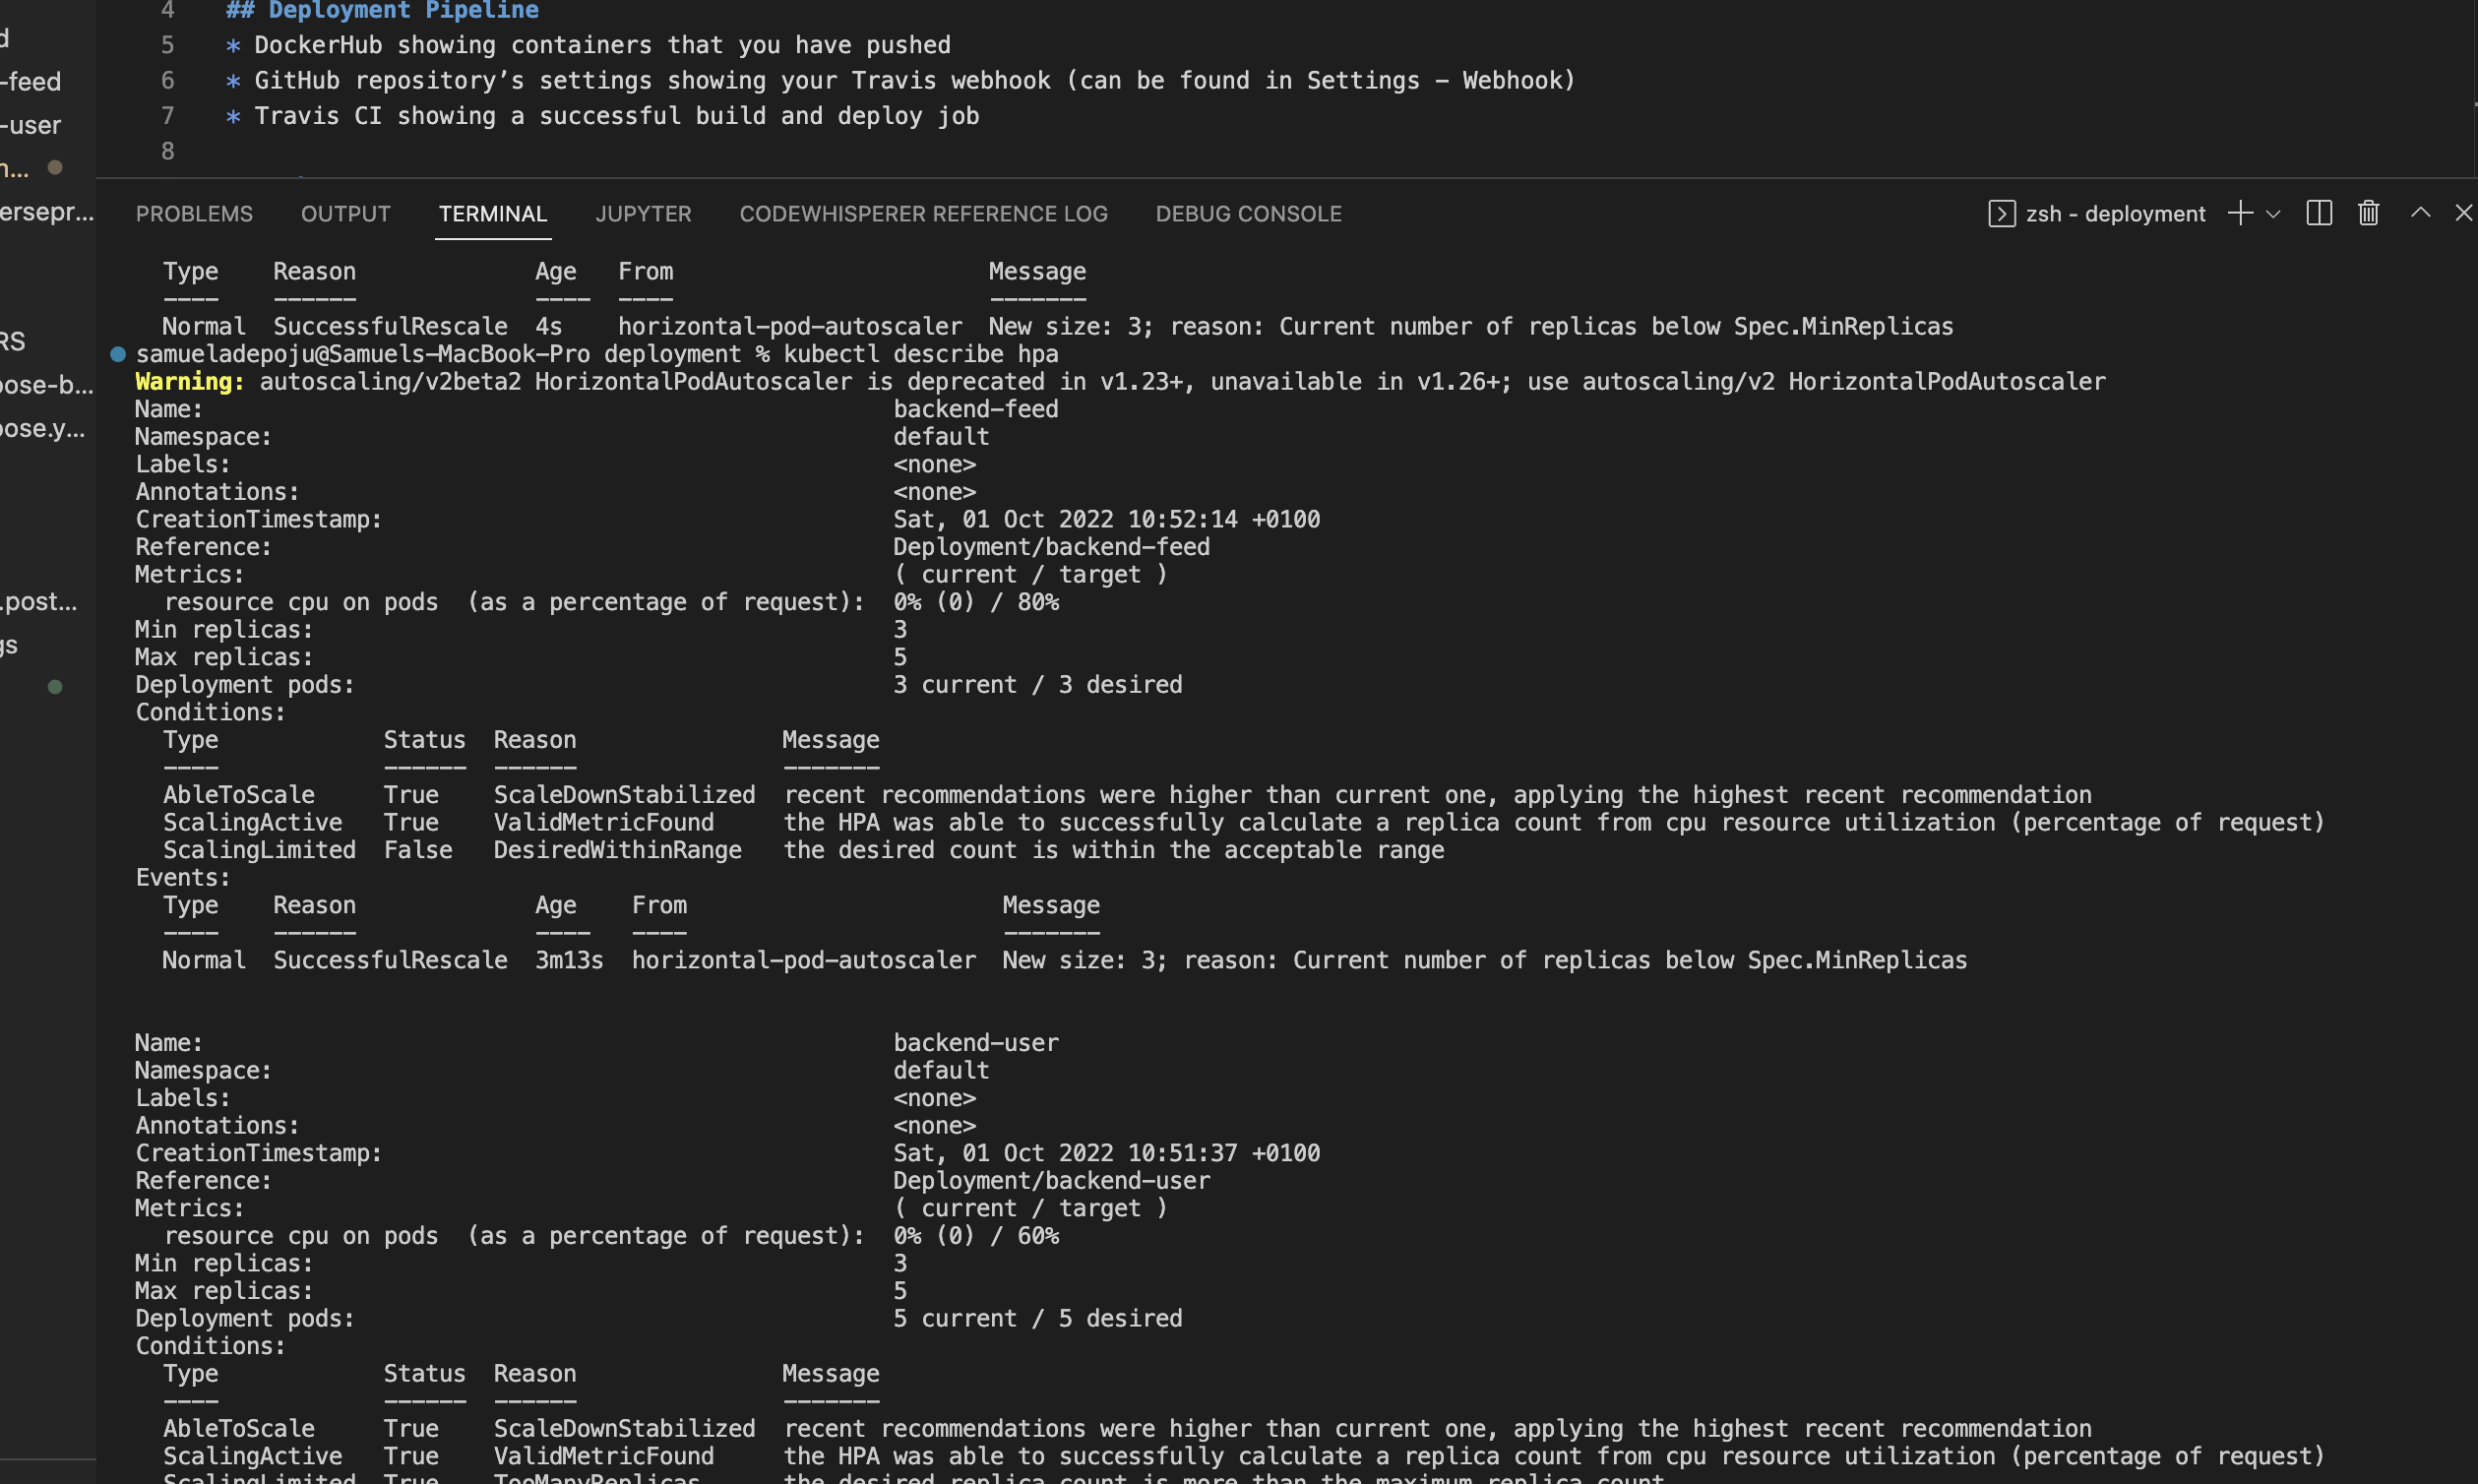 4 ## Deployment Pipeline
d
5 * DockerHub showing containers that you have pushed
-feed
6 * GitHub repository’s settings showing your Travis webhook (can be found in Settings – Webhook)
-user
7 * Travis CI showing a successful build and deploy job
8
n...
ersepr...
PROBLEMS OUTPUT TERMINAL JUPYTER CODEWHISPERER REFERENCE LOG DEBUG CONSOLE zsh - deployment
Type Reason Age From Message
---- ------ ---- ---- -------
Normal SuccessfulRescale 4s horizontal-pod-autoscaler New size: 3; reason: Current number of replicas below Spec.MinReplicas
RS
samueladepoju@Samuels-MacBook-Pro deployment % kubectl describe hpa
ose-b...
Warning: autoscaling/v2beta2 HorizontalPodAutoscaler is deprecated in v1.23+, unavailable in v1.26+; use autoscaling/v2 HorizontalPodAutoscaler
Name: backend-feed
ose.y...
Namespace: default
Labels: <none>
Annotations: <none>
CreationTimestamp: Sat, 01 Oct 2022 10:52:14 +0100
Reference: Deployment/backend-feed
Metrics: ( current / target )
.post...
resource cpu on pods (as a percentage of request): 0% (0) / 80%
Min replicas: 3
gs
Max replicas: 5
Deployment pods: 3 current / 3 desired
Conditions:
Type Status Reason Message
---- ------ ------ -------
AbleToScale True ScaleDownStabilized recent recommendations were higher than current one, applying the highest recent recommendation
ScalingActive True ValidMetricFound the HPA was able to successfully calculate a replica count from cpu resource utilization (percentage of request)
ScalingLimited False DesiredWithinRange the desired count is within the acceptable range
Events:
Type Reason Age From Message
---- ------ ---- ---- -------
Normal SuccessfulRescale 3m13s horizontal-pod-autoscaler New size: 3; reason: Current number of replicas below Spec.MinReplicas
Name: backend-user
Namespace: default
Labels: <none>
Annotations: <none>
CreationTimestamp: Sat, 01 Oct 2022 10:51:37 +0100
Reference: Deployment/backend-user
Metrics: ( current / target )
resource cpu on pods (as a percentage of request): 0% (0) / 60%
Min replicas: 3
Max replicas: 5
Deployment pods: 5 current / 5 desired
Conditions:
Type Status Reason Message
---- ------ ------ -------
AbleToScale True ScaleDownStabilized recent recommendations were higher than current one, applying the highest recent recommendation
ScalingActive True ValidMetricFound the HPA was able to successfully calculate a replica count from cpu resource utilization (percentage of request)
ScalingLimited True TooManyReplicas the desired replica count is more than the maximum replica count